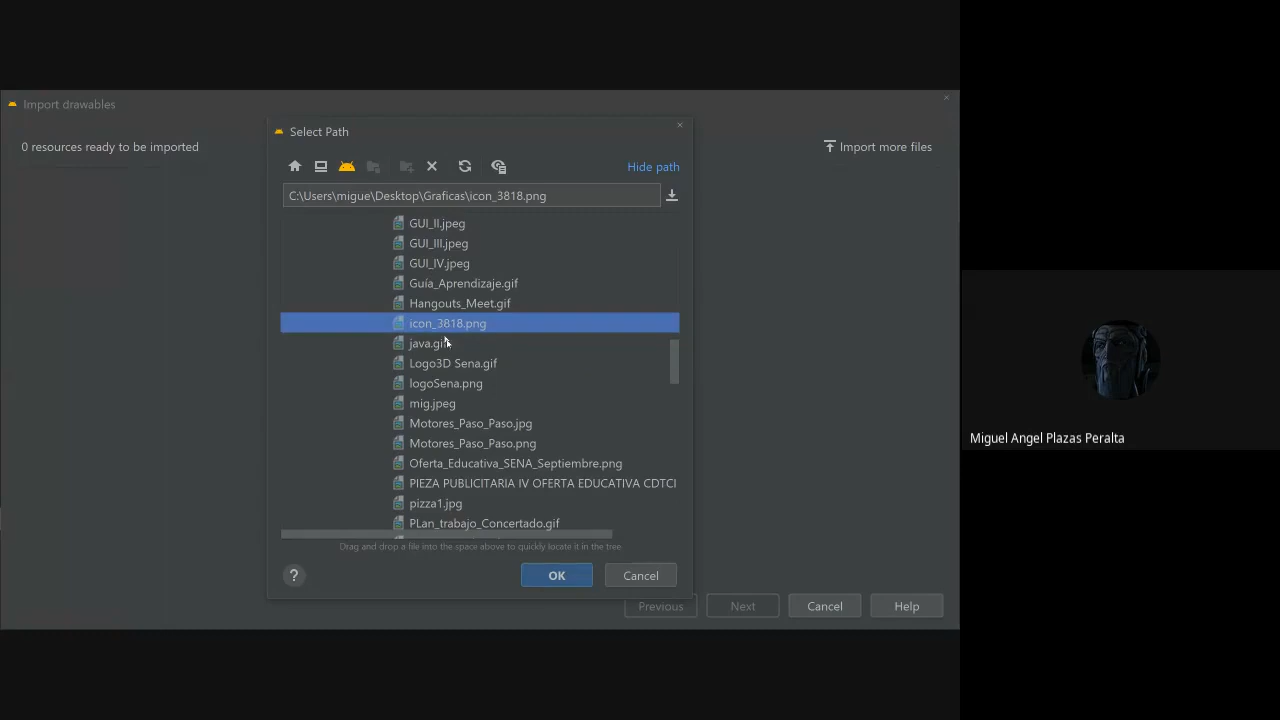 Import drawables
0 resources ready to be imported
Import more files
Select Path
Hide path
C:\Users\migue\Desktop\Graficas\icon_3818.png
GUI_II.jpeg
GUI_III.jpeg
GUI_IV.jpeg
Guía_Aprendizaje.gif
Hangouts_Meet.gif
icon_3818.png
java.gif
Logo3D Sena.gif
logoSena.png
mig.jpeg
Motores_Paso_Paso.jpg
Motores_Paso_Paso.png
Oferta_Educativa_SENA_Septiembre.png
PIEZA PUBLICITARIA IV OFERTA EDUCATIVA CDTCI
pizza1.jpg
PLan_trabajo_Concertado.gif
Drag and drop a file into the space above to quickly locate it in the tree
? OK Cancel
Previous Next Cancel Help
Miguel Angel Plazas Peralta